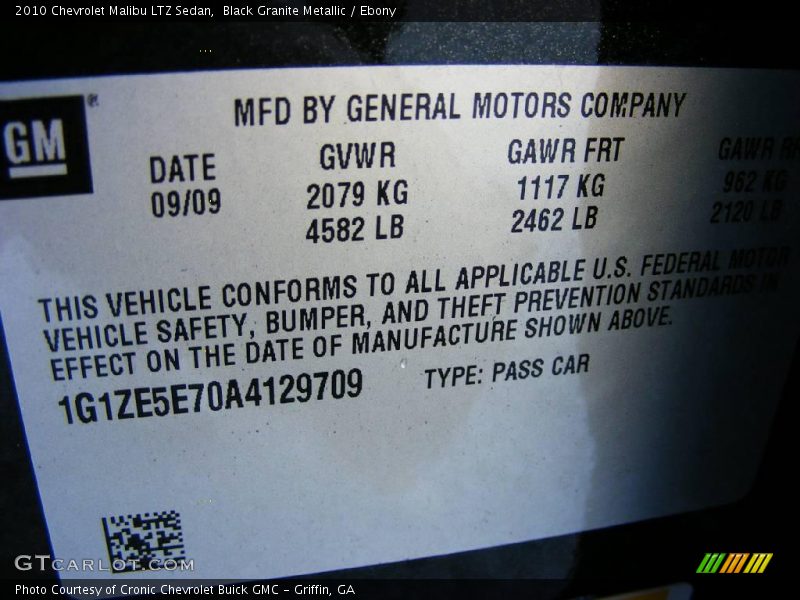 2010 Chevrolet Malibu LTZ Sedan,  Black Granite Metallic / Ebony
GM
®
MFD BY GENERAL MOTORS COMPANY
DATE GVWR GAWR FRT GAWR
09/09 2079 KG 1117 KG 962 KG
4582 LB 2462 LB 2120 LB
THIS VEHICLE CONFORMS TO ALL APPLICABLE U.S. FEDERAL MOTOR
VEHICLE SAFETY, BUMPER, AND THEFT PREVENTION STANDARDS IN
EFFECT ON THE DATE OF MANUFACTURE SHOWN ABOVE.
1G1ZE5E70A4129709 TYPE: PASS CAR
GTCARLOT.COM
Photo Courtesy of Cronic Chevrolet Buick GMC – Griffin, GA